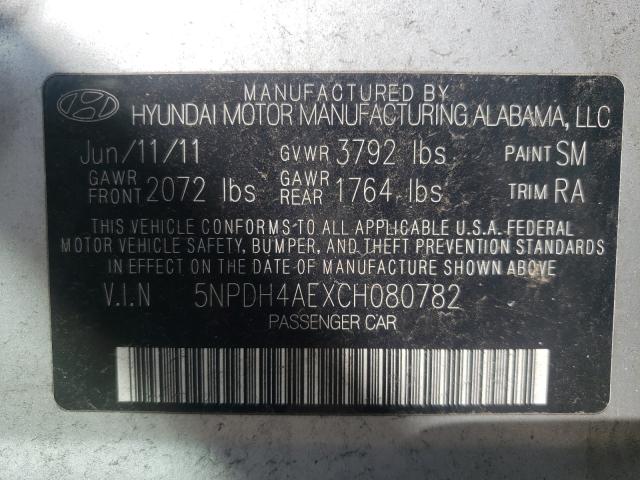 MANUFACTURED BY
HYUNDAI MOTOR MANUFACTURING ALABAMA, LLC
Jun/11/11 GVWR 3792 lbs PAINT SM
GAWR FRONT 2072 lbs GAWR REAR 1764 lbs TRIM RA
THIS VEHICLE CONFORMS TO ALL APPLICABLE U.S.A. FEDERAL
MOTOR VEHICLE SAFETY, BUMPER, AND THEFT PREVENTION STANDARDS
IN EFFECT ON THE DATE OF MANUFACTURE SHOWN ABOVE
V.I.N 5NPDH4AEXCH080782
PASSENGER CAR